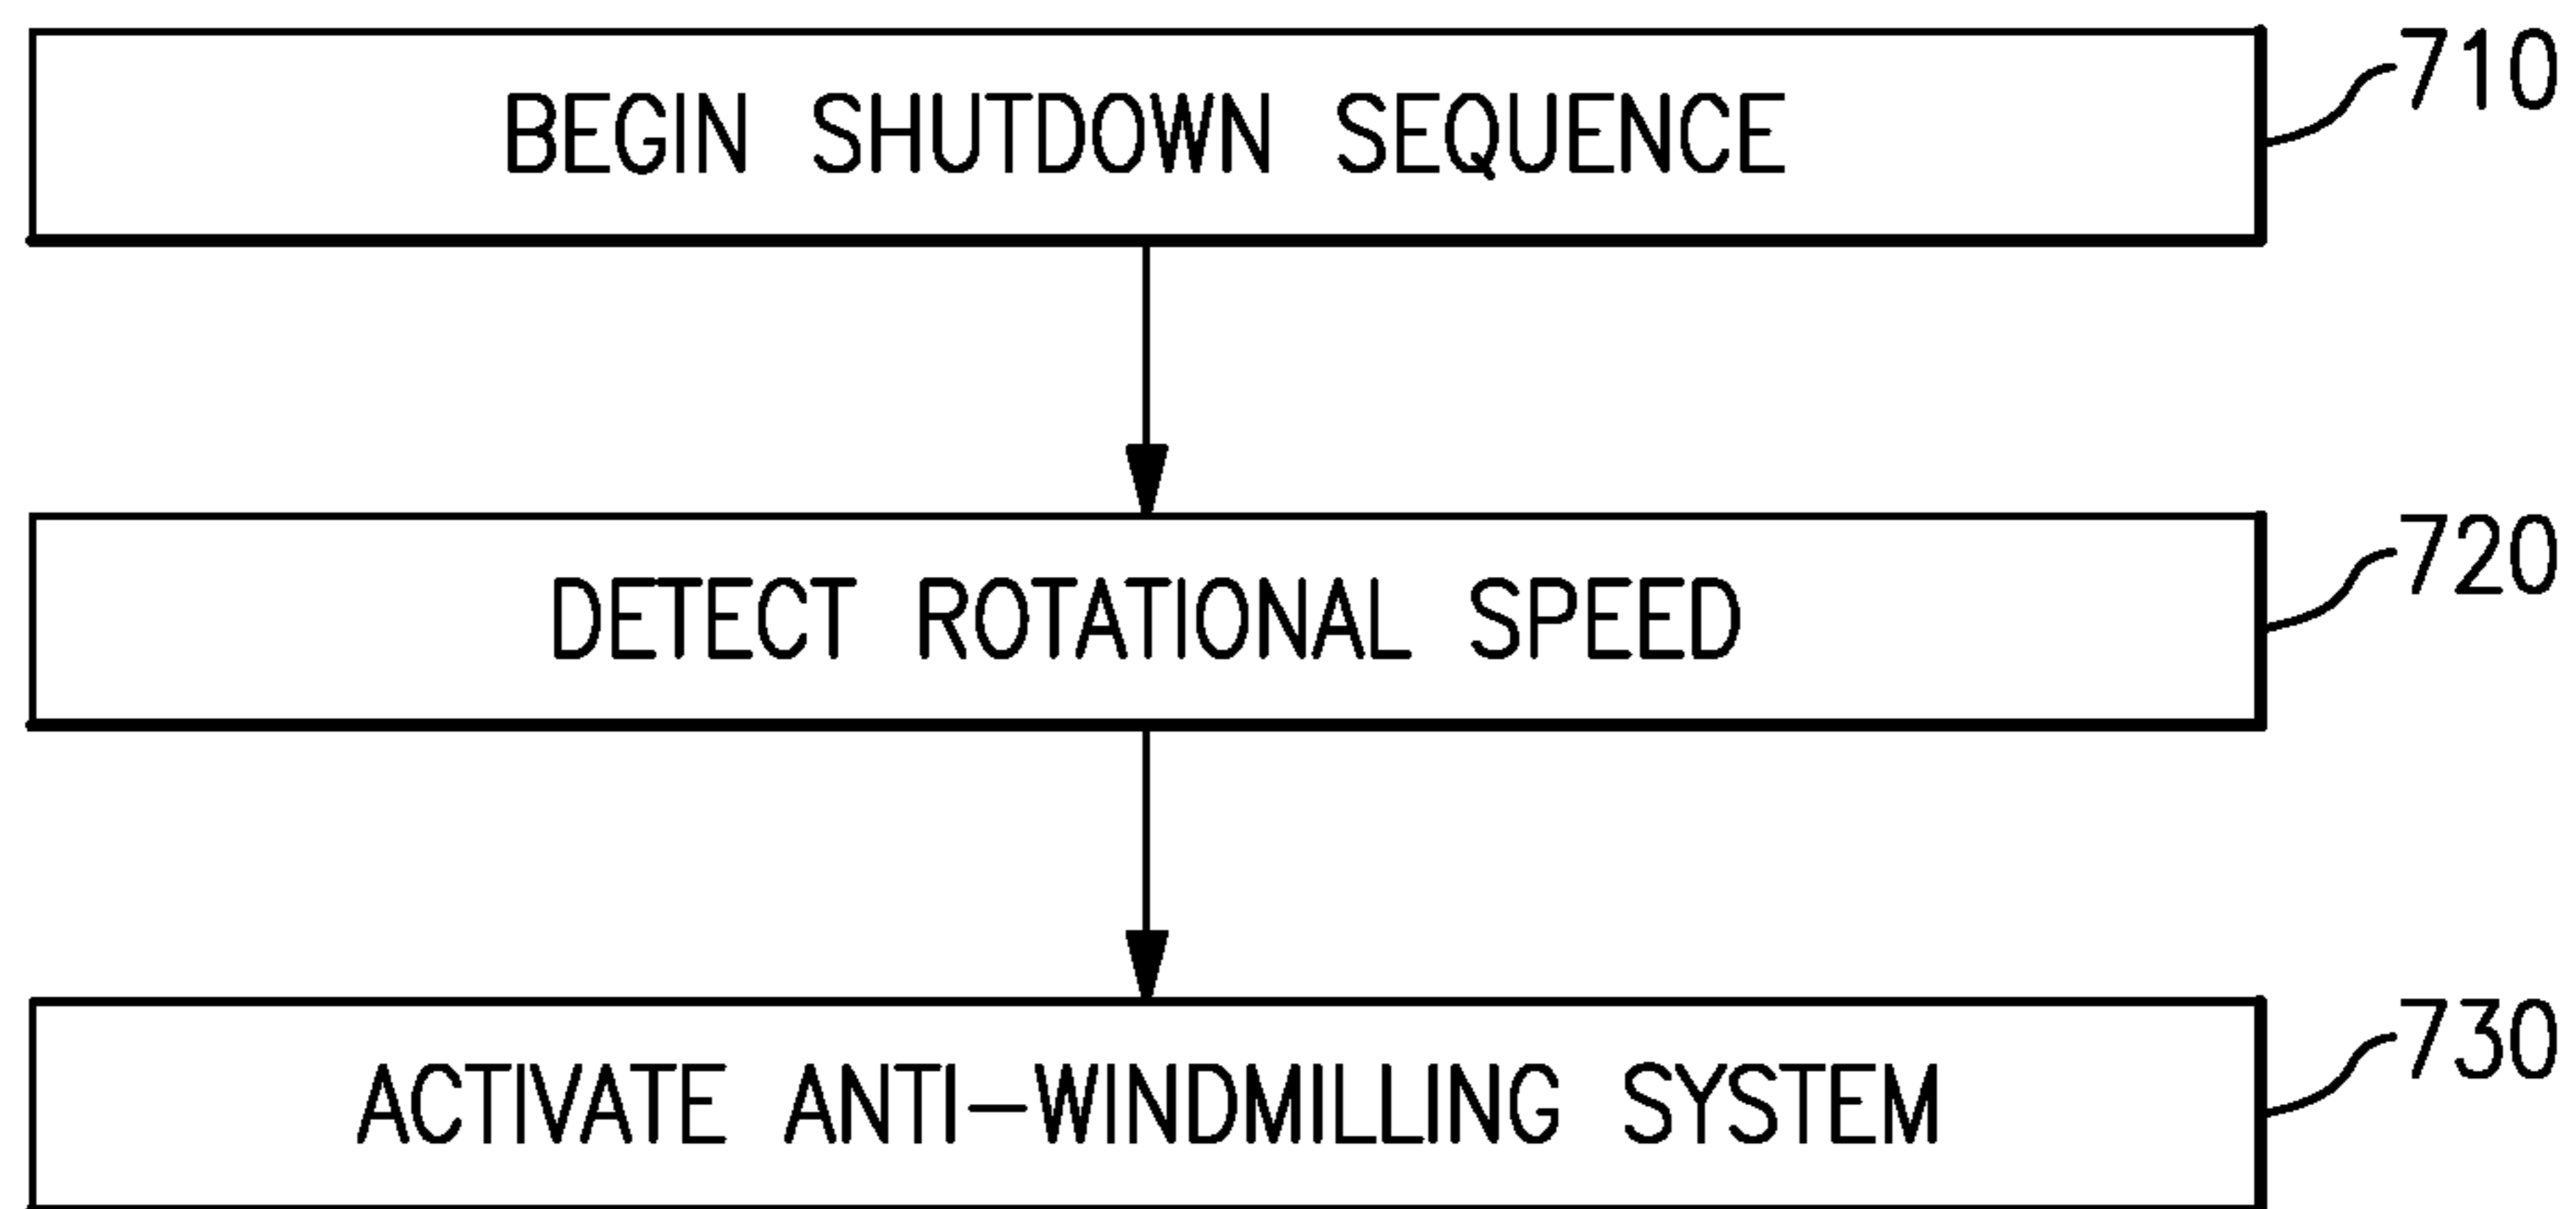 BEGIN SHUTDOWN SEQUENCE
710
DETECT ROTATIONAL SPEED
720
ACTIVATE ANTI-WINDMILLING SYSTEM
730